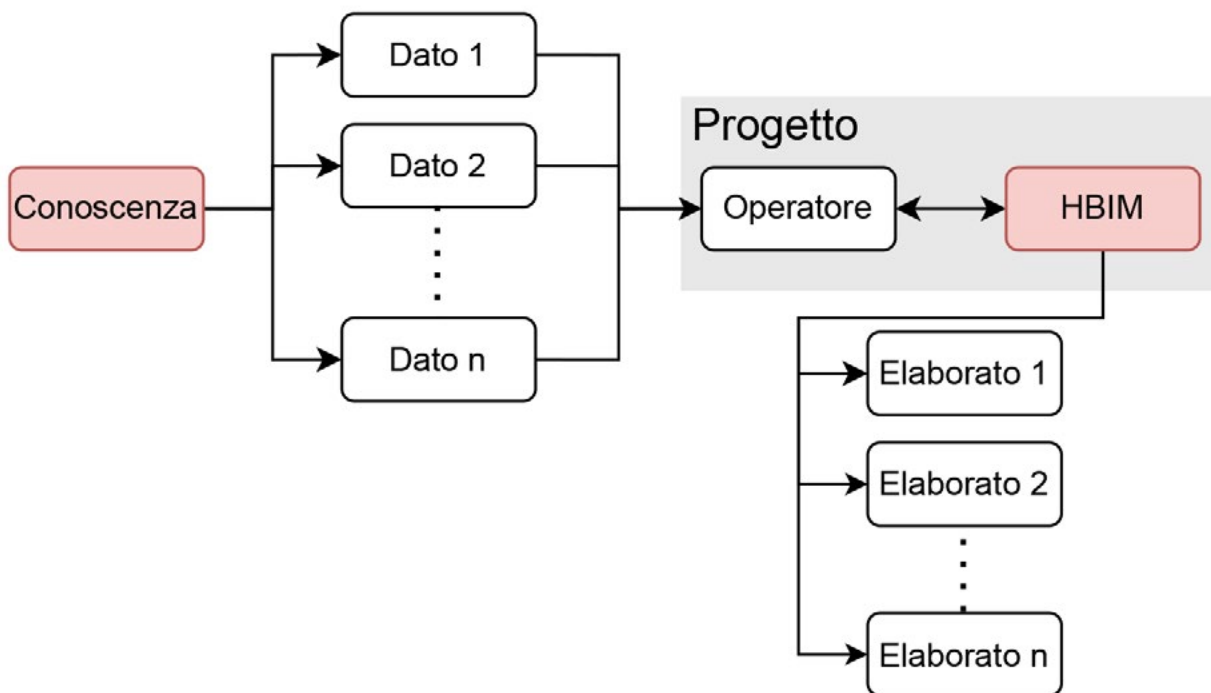 Dato 1
Dato 2
Dato n
Conoscenza
Progetto
Operatore
HBIM
Elaborato 1
Elaborato 2
Elaborato n